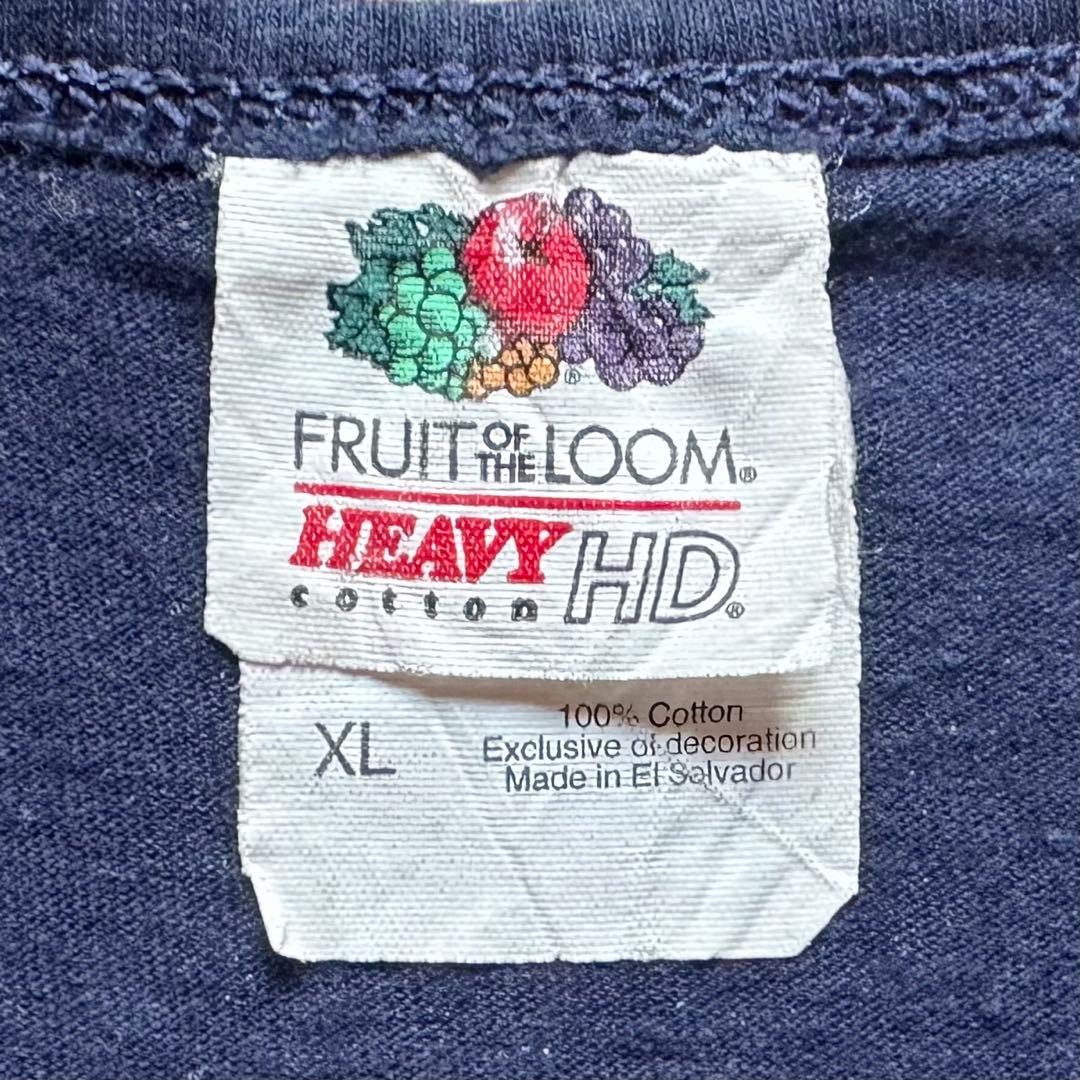 ®
FRUIT OF THE LOOM®
HEAVY
cotton HD®
XL
100% Cotton
Exclusive of decoration
Made in El Salvador